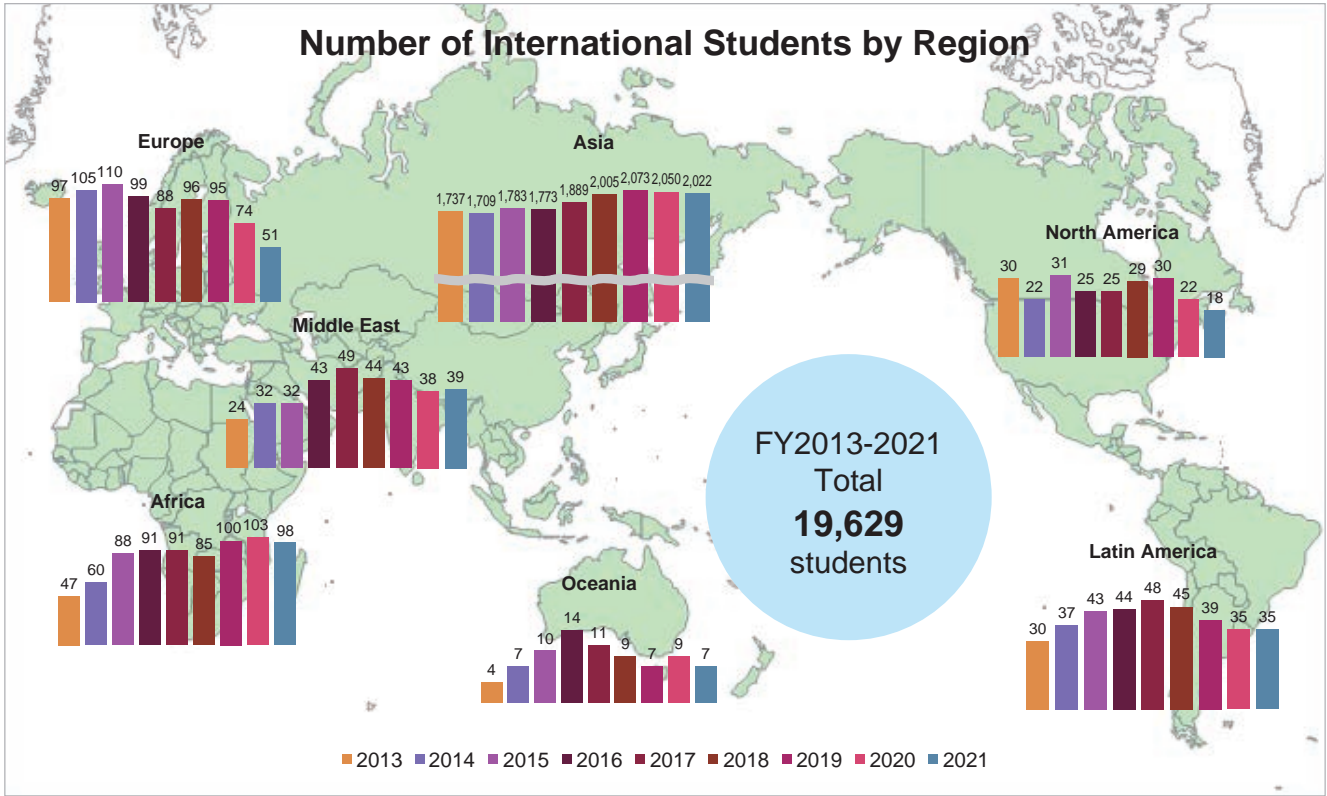 Number of International Students by Region
Europe
97 105 110 99 88 96 95 74 51
Asia
1,737 1,709 1,783 1,773 1,889 2,005 2,073 2,050 2,022
North America
30 22 31 25 25 29 30 22 18
Middle East
24 32 32 43 49 44 43 38 39
FY2013-2021
Total
19,629
students
Africa
47 60 88 91 91 85 100 103 98
Oceania
4 7 10 14 11 9 7 9 7
Latin America
30 37 43 44 48 45 39 35 35
2013 2014 2015 2016 2017 2018 2019 2020 2021